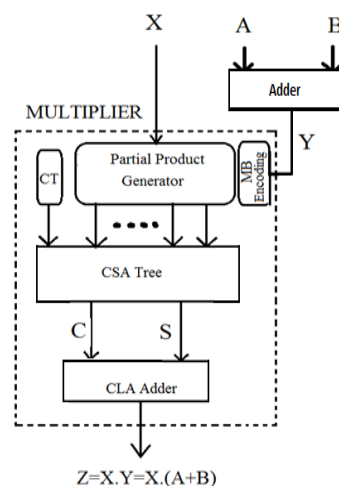 X
A
B
Adder
MULTIPLIER
Y
CT
Partial Product
Generator
MB
Encoding
CSA Tree
C
S
CLA Adder
Z=X.Y=X.(A+B)